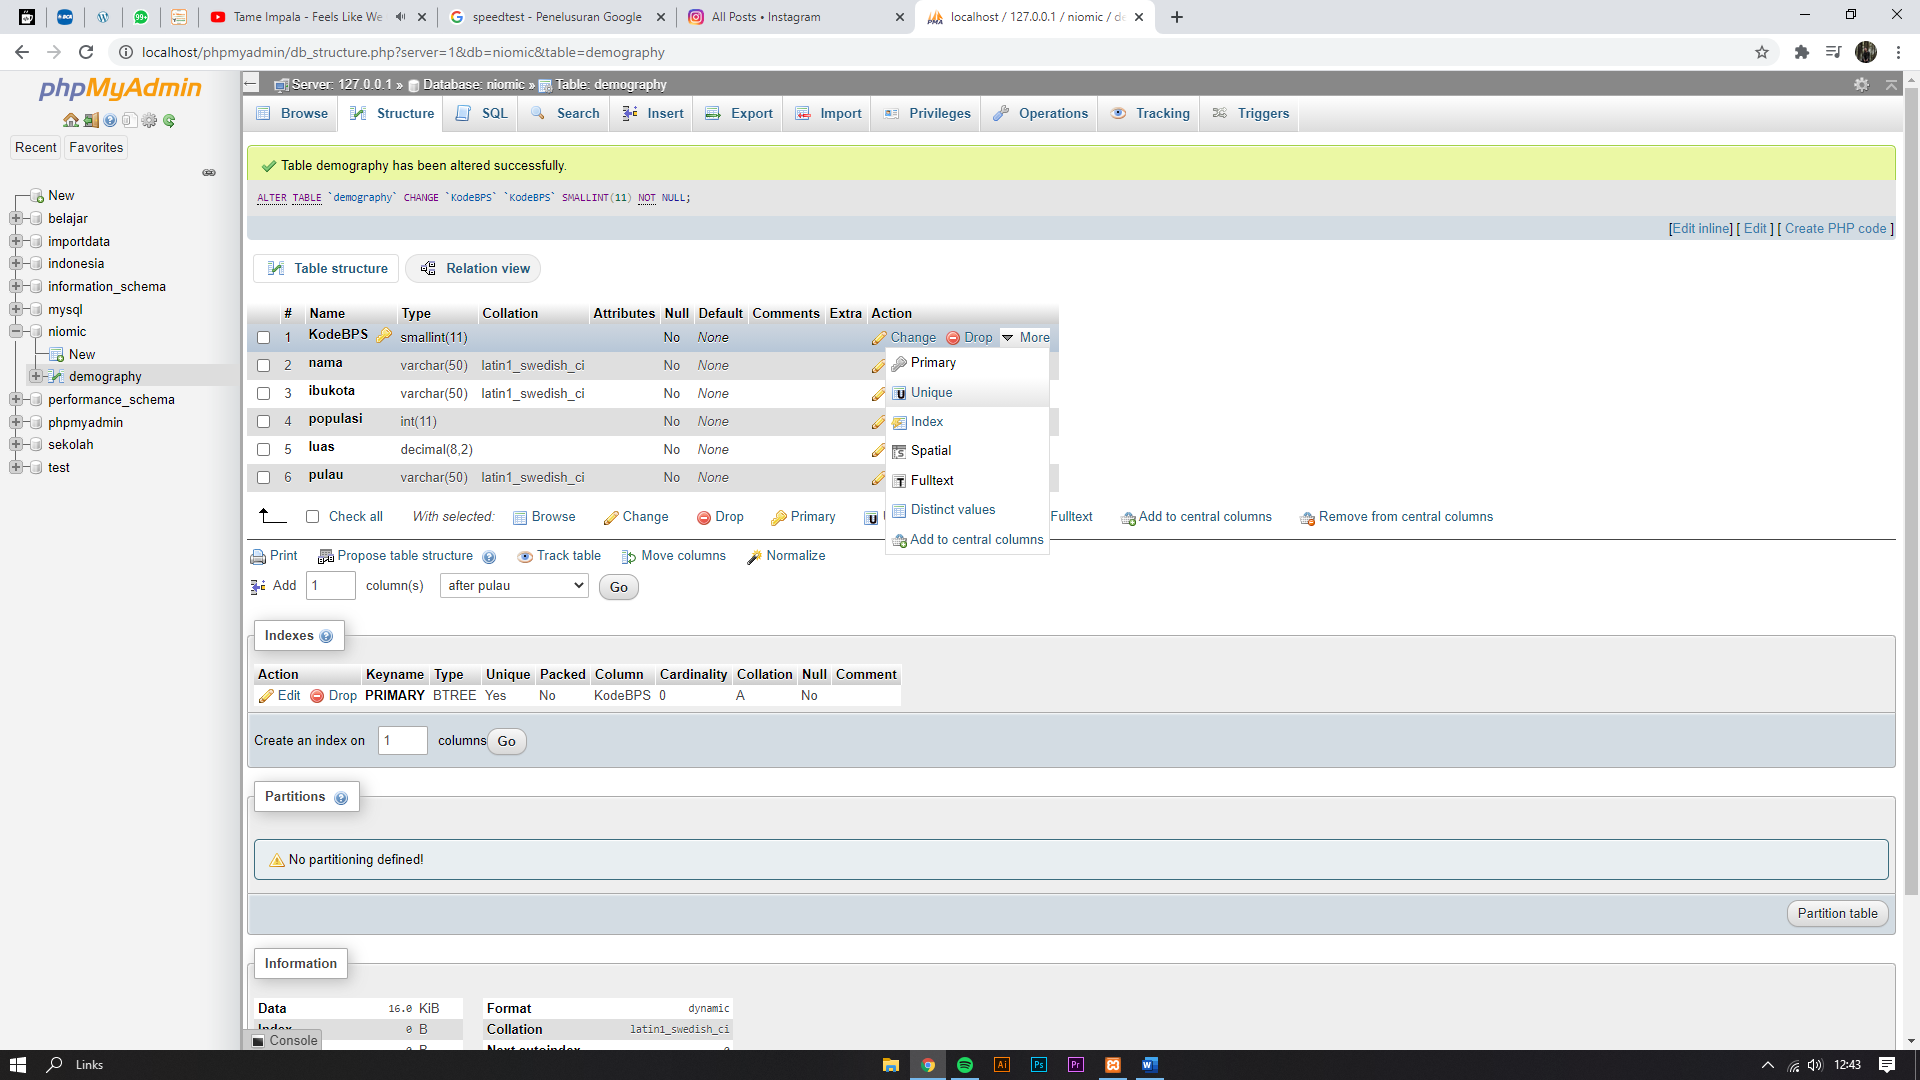 Tame Impala - Feels Like We
speedtest - Penelusuran Google
All Posts • Instagram
localhost / 127.0.0.1 / niomic / de
localhost/phpmyadmin/db_structure.php?server=1&db=niomic&table=demography
phpMyAdmin
Recent Favorites
New
belajar
importdata
indonesia
information_schema
mysql
niomic
New
demography
performance_schema
phpmyadmin
sekolah
test
Server: 127.0.0.1 » Database: niomic » Table: demography
Browse Structure SQL Search Insert Export Import Privileges Operations Tracking Triggers
Table demography has been altered successfully.
ALTER TABLE `demography` CHANGE `KodeBPS` `KodeBPS` SMALLINT(11) NOT NULL;
[Edit inline] [ Edit ] [ Create PHP code ]
Table structure Relation view
# Name Type Collation Attributes Null Default Comments Extra Action
1 KodeBPS smallint(11) No None Change Drop More
2 nama varchar(50) latin1_swedish_ci No None
3 ibukota varchar(50) latin1_swedish_ci No None
4 populasi int(11) No None
5 luas decimal(8,2) No None
6 pulau varchar(50) latin1_swedish_ci No None
Primary
Unique
Index
Spatial
Fulltext
Distinct values
Add to central columns
Check all With selected: Browse Change Drop Primary Fulltext Add to central columns Remove from central columns
Print Propose table structure Track table Move columns Normalize
Add 1 column(s) after pulau Go
Indexes
Action Keyname Type Unique Packed Column Cardinality Collation Null Comment
Edit Drop PRIMARY BTREE Yes No KodeBPS 0 A No
Create an index on 1 columns Go
Partitions
No partitioning defined!
Partition table
Information
Data 16.0 KiB Format dynamic
Index 0 B Collation latin1_swedish_ci
Next autoindex
Console
Links
12:43